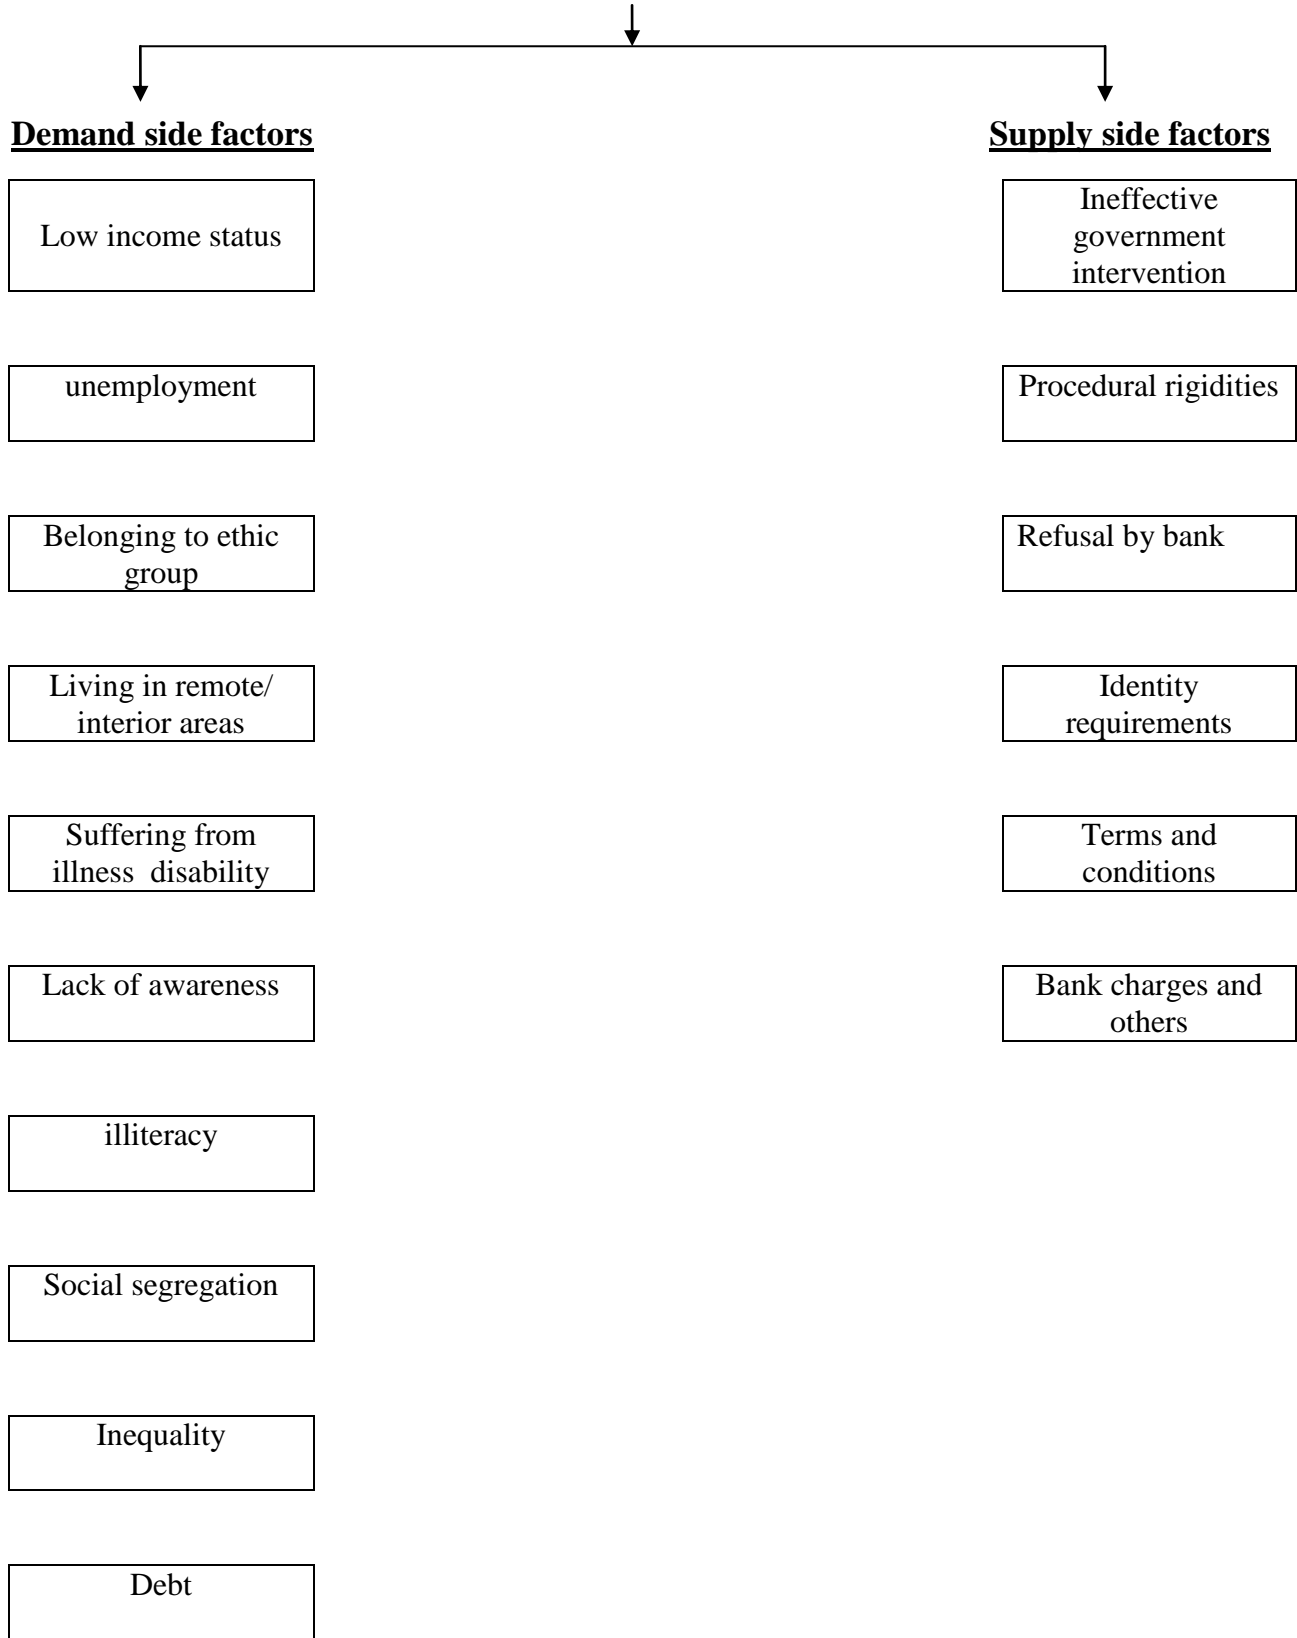 Demand side factors
Low income status
unemployment
Belonging to ethic
group
Living in remote/
interior areas
Suffering from
illness  disability
Lack of awareness
illiteracy
Social segregation
Inequality
Debt
Supply side factors
Ineffective
government
intervention
Procedural rigidities
Refusal by bank
Identity
requirements
Terms and
conditions
Bank charges and
others